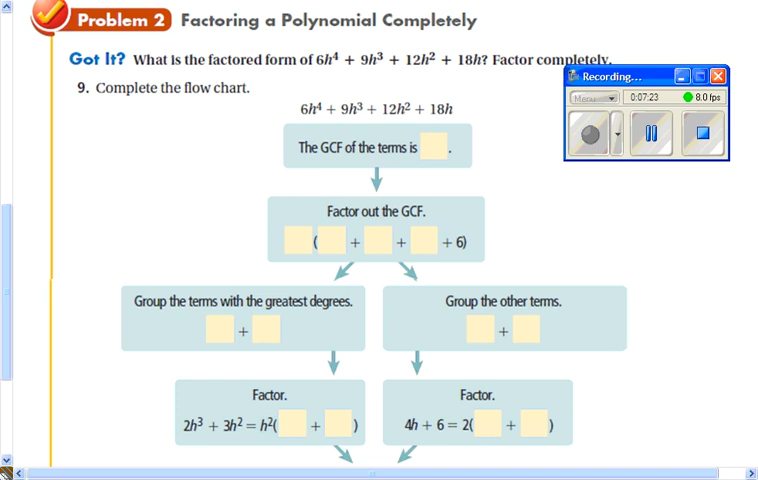 Problem 2 Factoring a Polynomial Completely
Got It? What is the factored form of 6h⁴ + 9h³ + 12h² + 18h? Factor completely.
Recording...
Menu 0:07:23 8.0 fps
9. Complete the flow chart.
6h⁴ + 9h³ + 12h² + 18h
The GCF of the terms is .
Factor out the GCF.
( + + + 6)
Group the terms with the greatest degrees.
+
Group the other terms.
+
Factor.
2h³ + 3h² = h²( + )
Factor.
4h + 6 = 2( + )